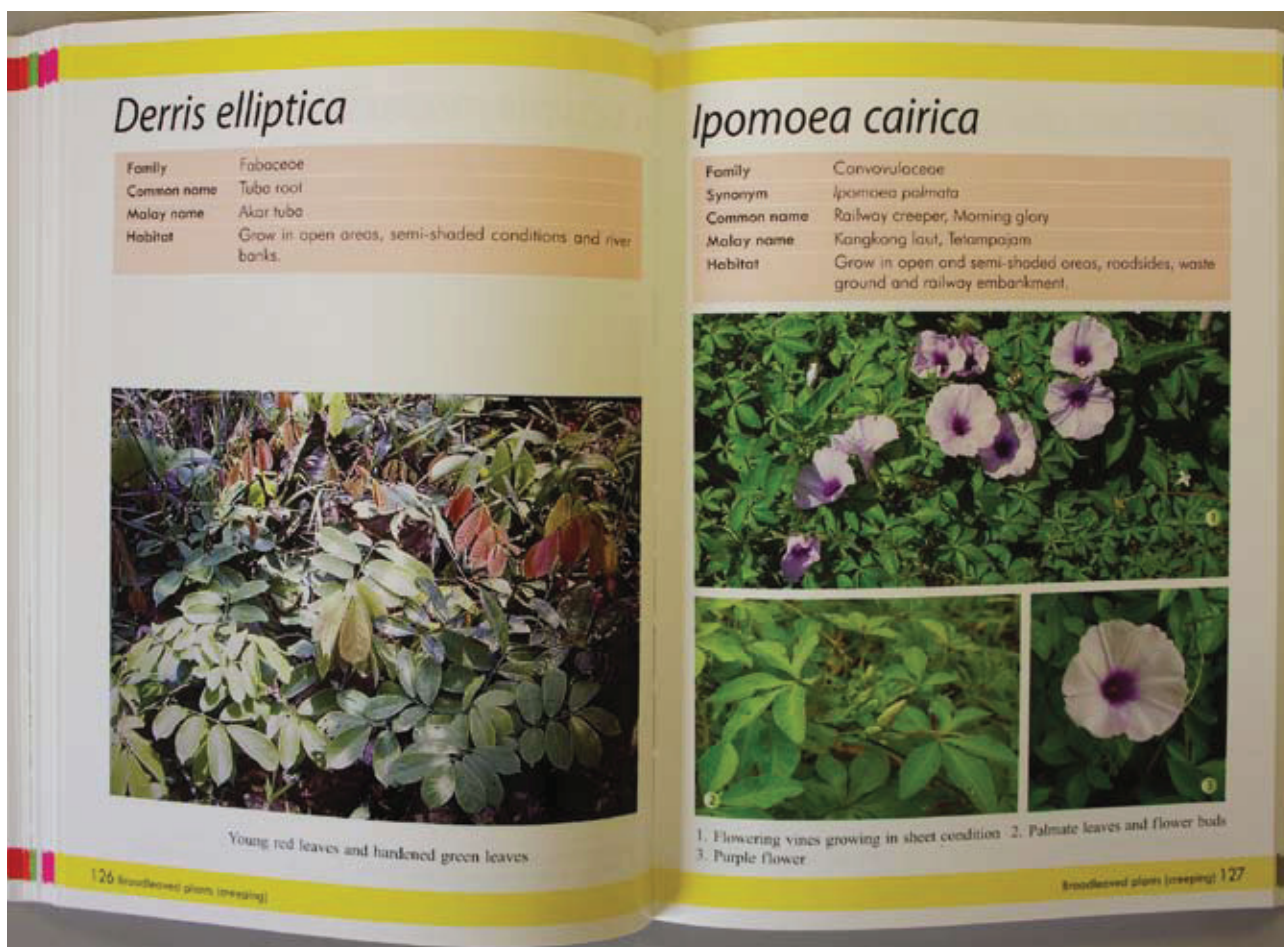 Derris elliptica
Family Fabaceae
Common name Tuba root
Malay name Akar tuba
Habitat Grow in open areas, semi-shaded conditions and river
banks.
Young red leaves and hardened green leaves
126 Broadleaved plants (creeping)
Ipomoea cairica
Family Convovulaceae
Synonym Ipomoea palmata
Common name Railway creeper, Morning glory
Malay name Kangkong laut, Tetampajam
Habitat Grow in open and semi-shaded areas, roadsides, waste
ground and railway embankment.
1
2
3
1. Flowering vines growing in sheet condition 2. Palmate leaves and flower buds
3. Purple flower
Broadleaved plants (creeping) 127